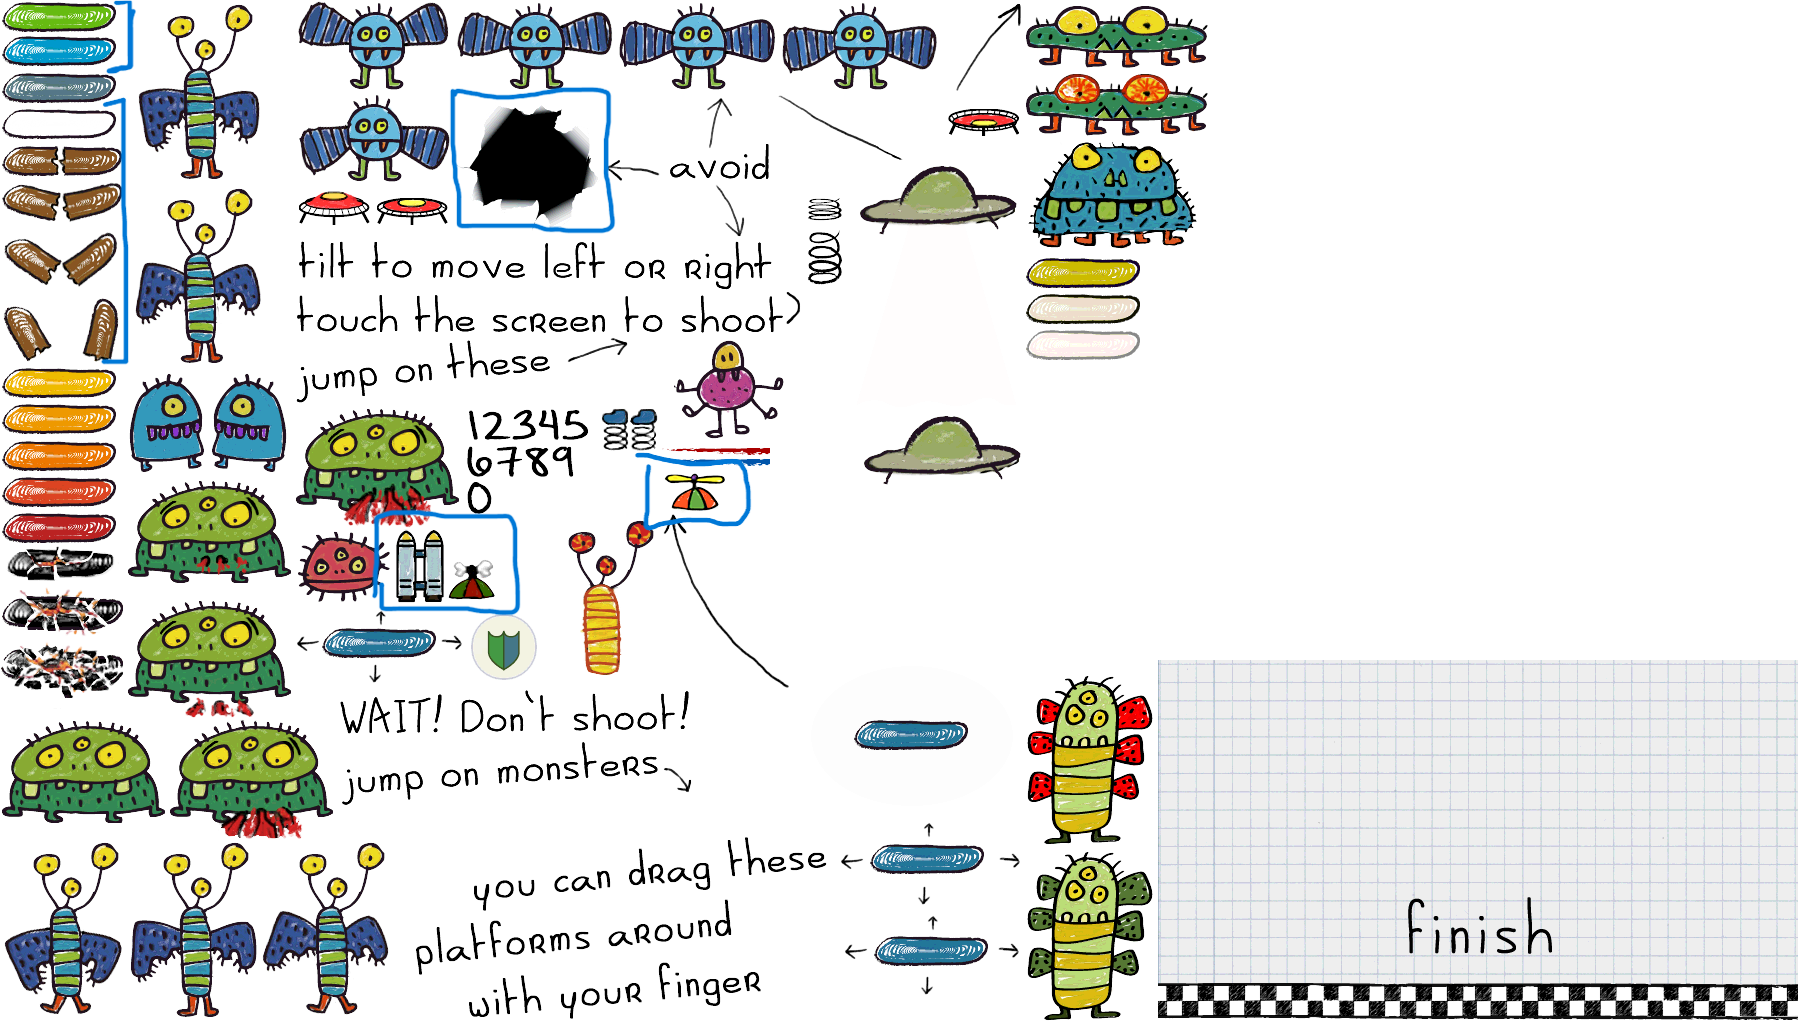 avoid
tilt to move left or right
touch the screen to shoot
jump on these
12345
6789
0
WAIT! Don't shoot!
jump on monsters
you can drag these
platforms around
with your finger
finish